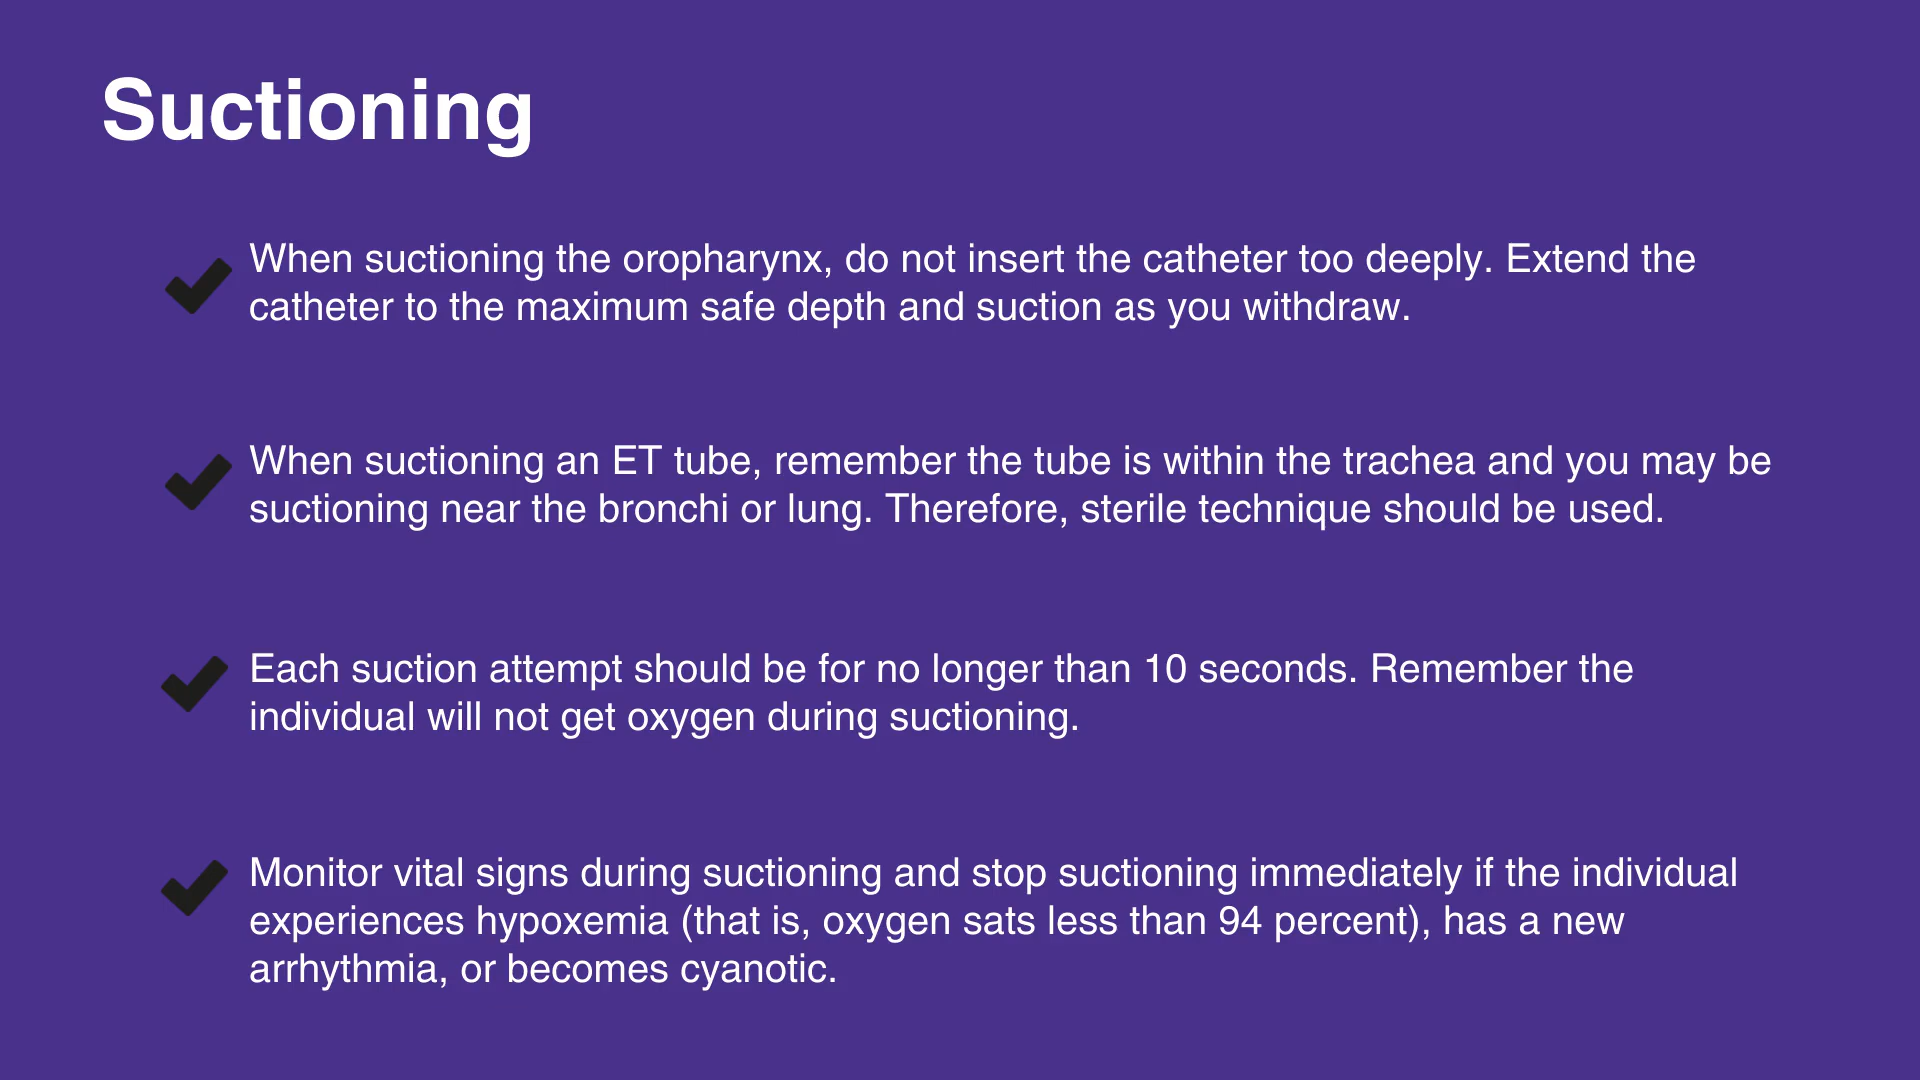 Suctioning
When suctioning the oropharynx, do not insert the catheter too deeply. Extend the
catheter to the maximum safe depth and suction as you withdraw.
When suctioning an ET tube, remember the tube is within the trachea and you may be
suctioning near the bronchi or lung. Therefore, sterile technique should be used.
Each suction attempt should be for no longer than 10 seconds. Remember the
individual will not get oxygen during suctioning.
Monitor vital signs during suctioning and stop suctioning immediately if the individual
experiences hypoxemia (that is, oxygen sats less than 94 percent), has a new
arrhythmia, or becomes cyanotic.